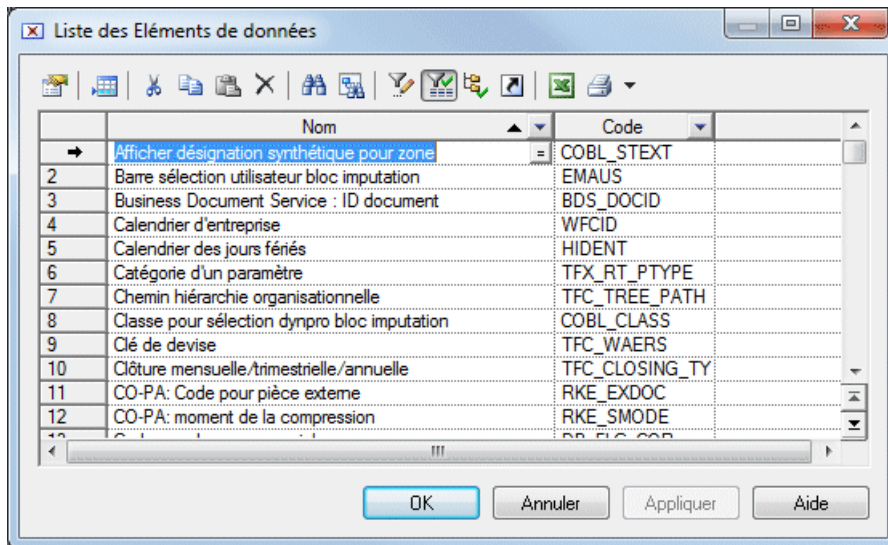 Liste des Eléments de données
Nom Code
Afficher désignation synthétique pour zone = COBL_STEXT
2 Barre sélection utilisateur bloc imputation EMAUS
3 Business Document Service : ID document BDS_DOCID
4 Calendrier d'entreprise WFCID
5 Calendrier des jours fériés HIDENT
6 Catégorie d'un paramètre TFX_RT_PTYPE
7 Chemin hiérarchie organisationnelle TFC_TREE_PATH
8 Classe pour sélection dynpro bloc imputation COBL_CLASS
9 Clé de devise TFC_WAERS
10 Clôture mensuelle/trimestrielle/annuelle TFC_CLOSING_TY
11 CO-PA: Code pour pièce externe RKE_EXDOC
12 CO-PA: moment de la compression RKE_SMODE
OK Annuler Appliquer Aide